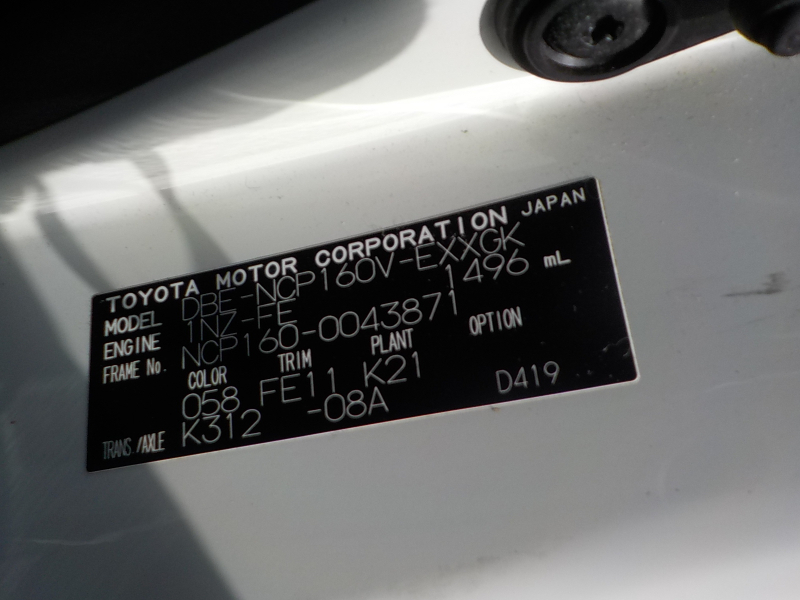 TOYOTA MOTOR CORPORATION JAPAN
MODEL DBE-NCP160V-EXXGK
ENGINE 1NZ-FE 1496 mL
FRAME No. NCP160-0043871
COLOR TRIM PLANT OPTION
058 FE11 K21
TRANS./AXLE K312 -08A D419